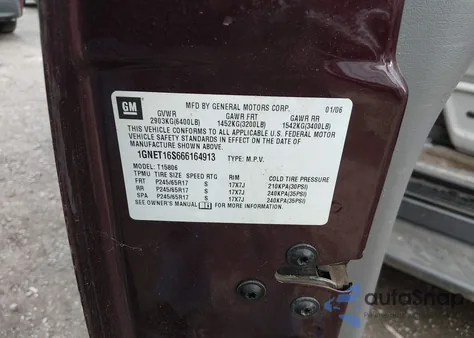 GM
MFD BY GENERAL MOTORS CORP. 01/06
GVWR GAWR FRT GAWR RR
2903KG(6400LB) 1452KG(3200LB) 1542KG(3400LB)
THIS VEHICLE CONFORMS TO ALL APPLICABLE U.S. FEDERAL MOTOR
VEHICLE SAFETY STANDARDS IN EFFECT ON THE DATE OF
MANUFACTURE SHOWN ABOVE.
1GNET16S666164913 TYPE: M.P.V.
MODEL: T15806
TPMU TIRE SIZE SPEED RTG RIM COLD TIRE PRESSURE
FRT P245/65R17 S 17X7J 210KPA(30PSI)
RR P245/65R17 S 17X7J 240KPA(35PSI)
SPA P245/65R17 S 17X7J 240KPA(35PSI)
SEE OWNER'S MANUAL FOR MORE INFORMATION.
autoSnap